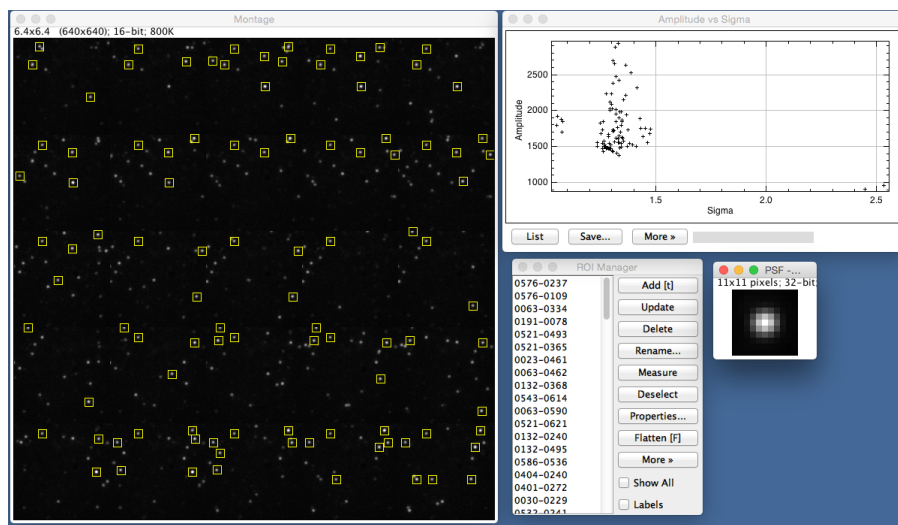 Montage
6.4x6.4 (640x640); 16-bit; 800K
Amplitude vs Sigma
2500
2000
1500
1000
Amplitude
1.5
2.0
2.5
Sigma
List
Save...
More »
ROI Manager
0576-0237
0576-0109
0063-0334
0191-0078
0521-0493
0521-0365
0023-0461
0063-0462
0132-0368
0543-0614
0063-0590
0521-0621
0132-0240
0132-0495
0586-0536
0404-0240
0401-0272
0030-0229
0532-0241
Add [t]
Update
Delete
Rename...
Measure
Deselect
Properties...
Flatten [F]
More »
Show All
Labels
PSF -...
11x11 pixels; 32-bit;